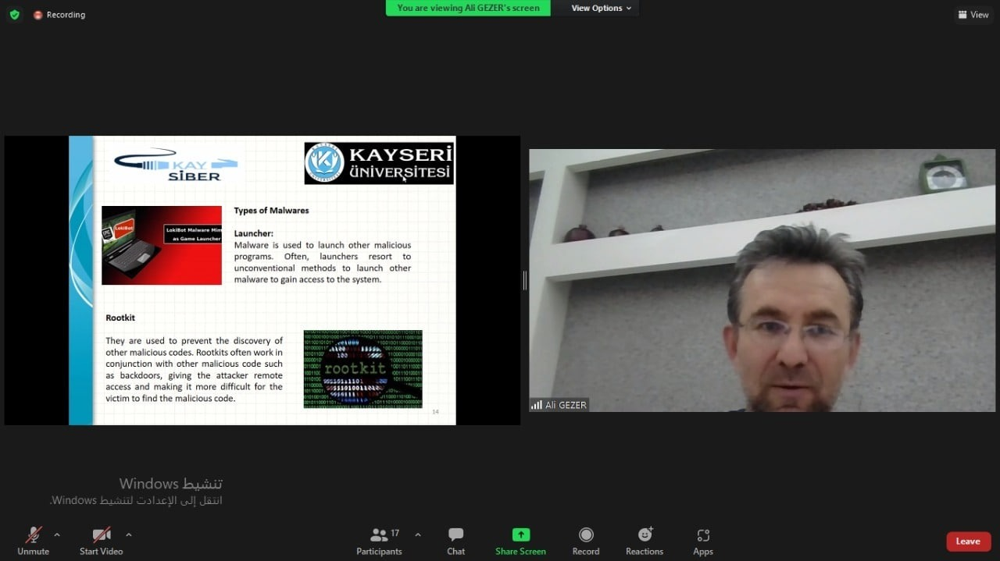 Recording
You are viewing Ali GEZER's screen
View Options
View
KAY
SİBER
KAYSERİ
ÜNİVERSİTESİ
LokiBot
LokiBot Malware Mim
as Game Launcher
Types of Malwares
Launcher:
Malware is used to launch other malicious
programs. Often, launchers resort to
unconventional methods to launch other
malware to gain access to the system.
Rootkit
They are used to prevent the discovery of
other malicious codes. Rootkits often work in
conjunction with other malicious code such
as backdoors, giving the attacker remote
access and making it more difficult for the
victim to find the malicious code.
rootkit
14
Ali GEZER
تنشيط Windows
انتقل إلى الإعدادت لتنشيط Windows.
Unmute
Start Video
17
Participants
Chat
Share Screen
Record
Reactions
Apps
Leave